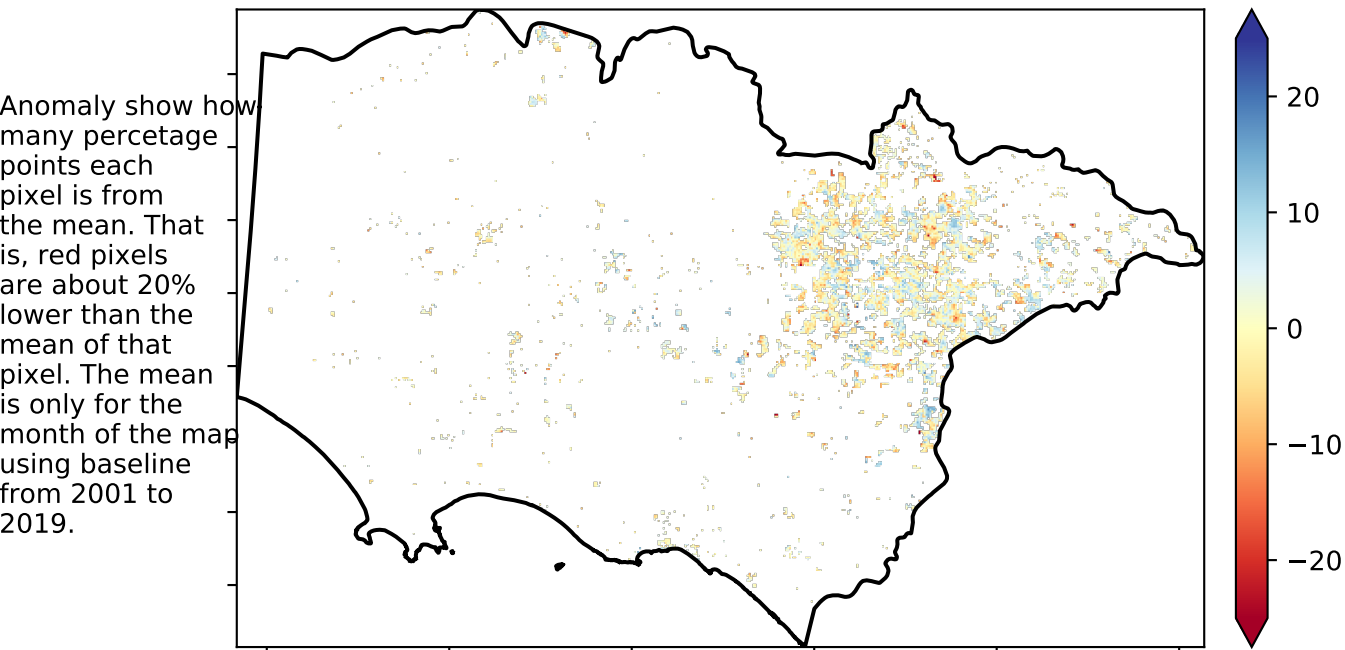 Anomaly show how
many percetage
points each
pixel is from
the mean. That
is, red pixels
are about 20%
lower than the
mean of that
pixel. The mean
is only for the
month of the map
using baseline
from 2001 to
2019.
20
10
0
−10
−20